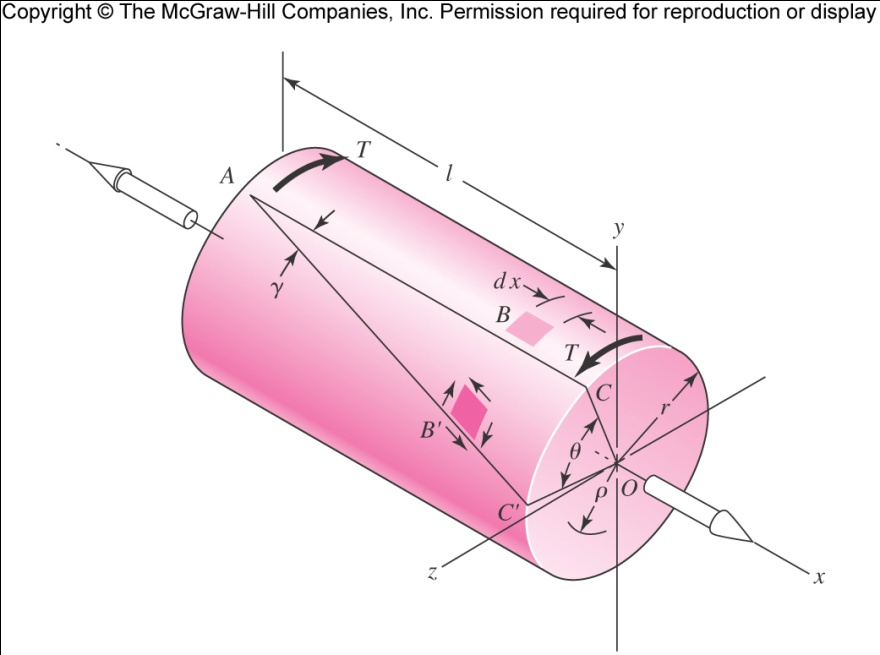 Copyright © The McGraw-Hill Companies, Inc. Permission required for reproduction or display
T
A
l
y
γ
dx
B
T
C
r
B'
θ
ρ
O
C'
z
x